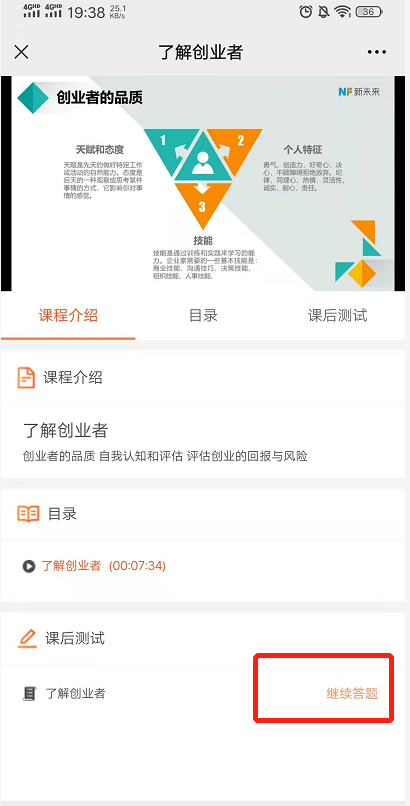 4GHD 4GHD 19:38 25.1 KB/s 36
了解创业者
创业者的品质
NF 新未来
天赋和态度
天赋是先天的做好特定工作
或活动的自然能力。态度是
后天的一种观察或思考某种
事情的方式，它影响你对事
情的感觉。
1
2
3
个人特征
勇气，创造力，好奇心，决
心，不顾障碍拒绝放弃。纪
律，同理心，热情，灵活性，
诚实，耐心，责任。
技能
技能是通过训练和实践来学习的能
力。企业家需要的一些基本技能是：
商业技能，沟通技巧，决策技能，
组织技能，人事技能。
课程介绍 目录 课后测试
课程介绍
了解创业者
创业者的品质 自我认知和评估 评估创业的回报与风险
目录
了解创业者 (00:07:34)
课后测试
了解创业者 继续答题